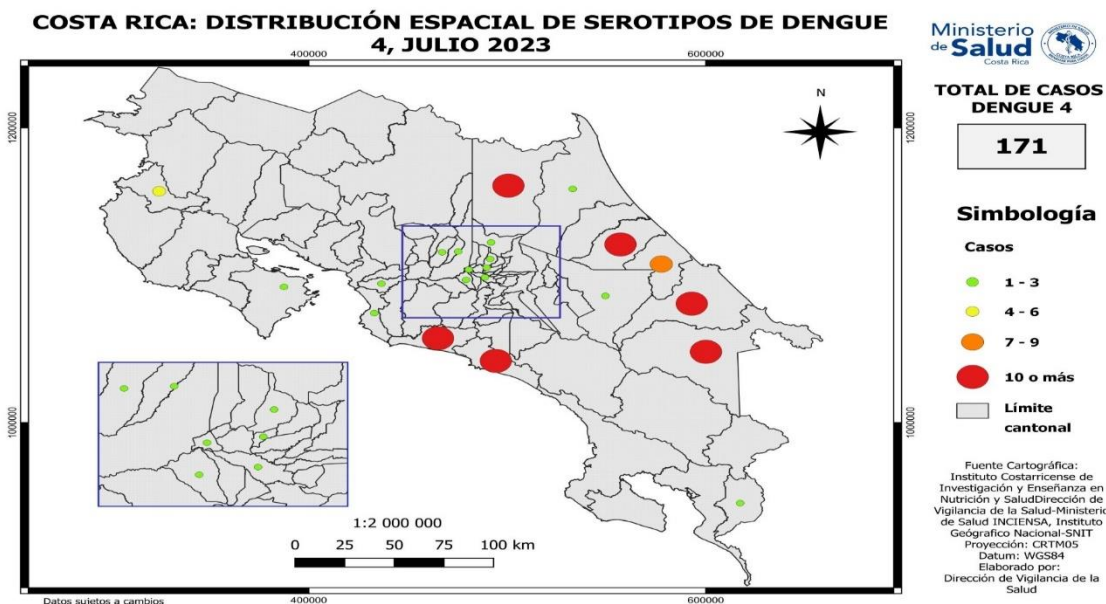 COSTA RICA: DISTRIBUCIÓN ESPACIAL DE SEROTIPOS DE DENGUE
4, JULIO 2023
400000
600000
Ministerio
de Salud
Costa Rica
TOTAL DE CASOS
DENGUE 4
171
N
1200000
1200000
Simbología
Casos
1 - 3
4 - 6
7 - 9
10 o más
Límite
cantonal
1000000
1000000
1:2 000 000
0 25 50 75 100 km
Fuente Cartográfica:
Instituto Costarricense de
Investigación y Enseñanza en
Nutrición y SaludDirección de
Vigilancia de la Salud-Ministerio
de Salud INCIENSA, Instituto
Geógrafico Nacional-SNIT
Proyección: CRTM05
Datum: WGS84
Elaborado por:
Dirección de Vigilancia de la
Salud
Datos sujetos a cambios
400000
600000